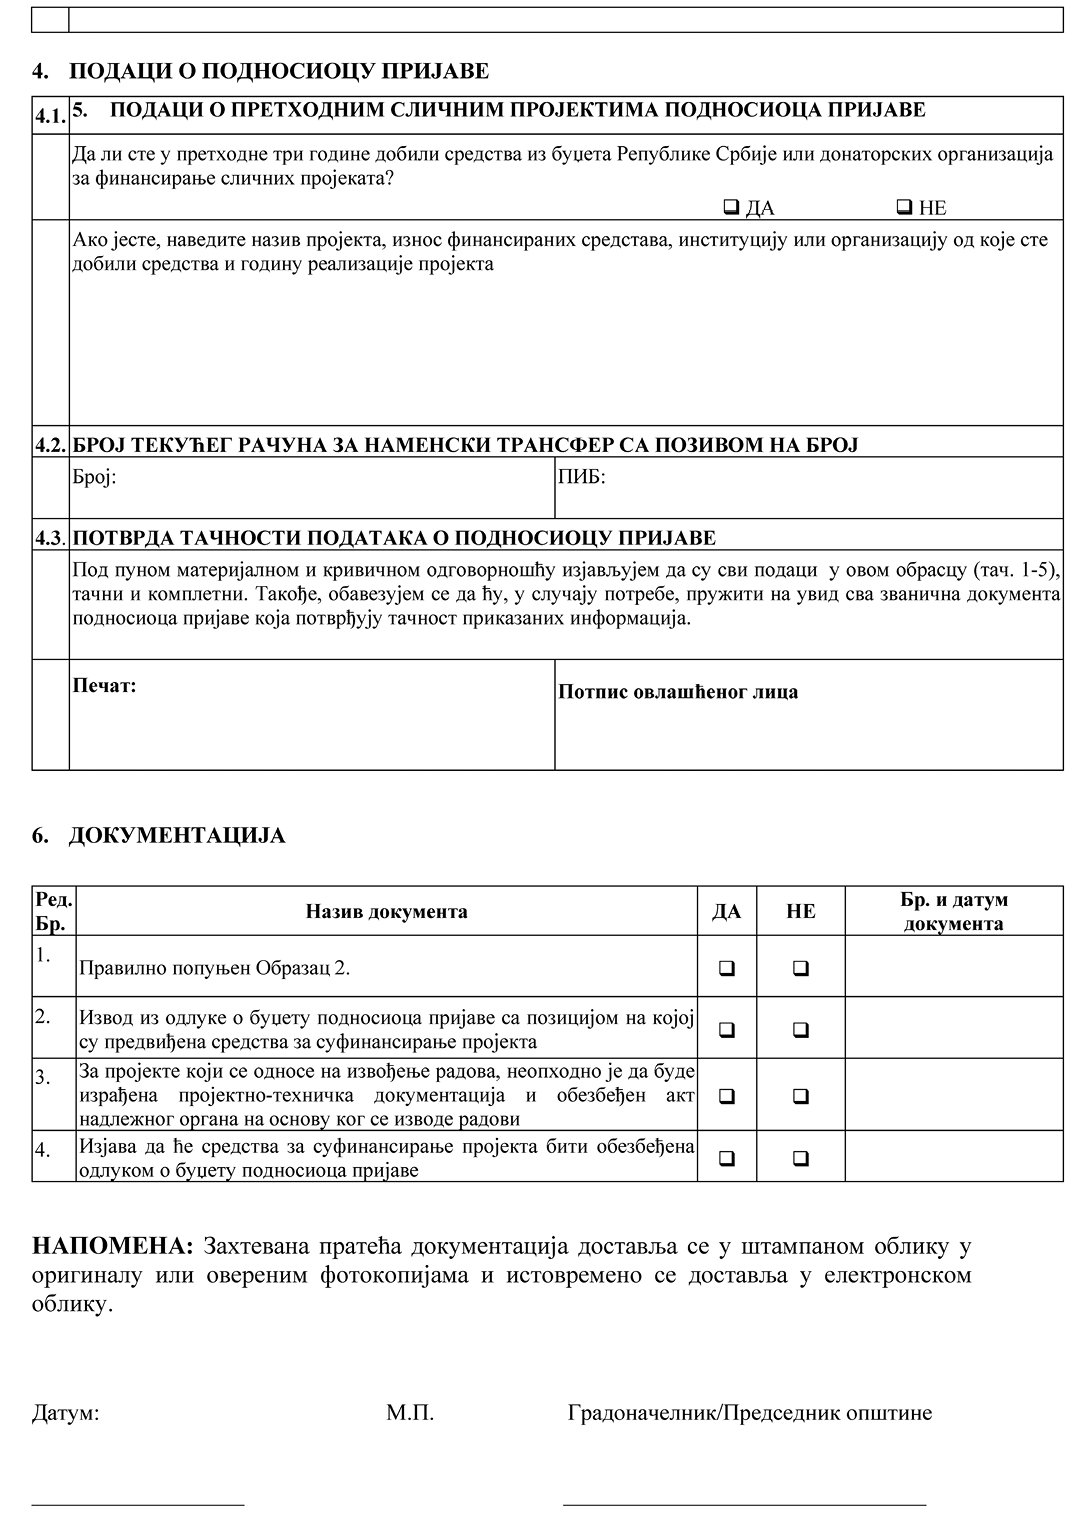 4. ПОДАЦИ О ПОДНОСИОЦУ ПРИЈАВЕ
4.1. 5. ПОДАЦИ О ПРЕТХОДНИМ СЛИЧНИМ ПРОЈЕКТИМА ПОДНОСИОЦА ПРИЈАВЕ
Да ли сте у претходне три године добили средства из буџета Републике Србије или донаторских организација
за финансирање сличних пројеката?
❑ ДА ❑ НЕ
Ако јесте, наведите назив пројекта, износ финансираних средстава, институцију или организацију од које сте
добили средства и годину реализације пројекта
4.2. БРОЈ ТЕКУЋЕГ РАЧУНА ЗА НАМЕНСКИ ТРАНСФЕР СА ПОЗИВОМ НА БРОЈ
Број: ПИБ:
4.3. ПОТВРДА ТАЧНОСТИ ПОДАТАКА О ПОДНОСИОЦУ ПРИЈАВЕ
Под пуном материјалном и кривичном одговорношћу изјављујем да су сви подаци у овом обрасцу (тач. 1-5),
тачни и комплетни. Такође, обавезујем се да ћу, у случају потребе, пружити на увид сва званична документа
подносиоца пријаве која потврђују тачност приказаних информација.
Печат: Потпис овлашћеног лица
6. ДОКУМЕНТАЦИЈА
Ред. Бр. и датум
Назив документа ДА НЕ
Бр. документа
1.
Правилно попуњен Образац 2. ❑ ❑
2. Извод из одлуке о буџету подносиоца пријаве са позицијом на којој
су предвиђена средства за суфинансирање пројекта ❑ ❑
3. За пројекте који се односе на извођење радова, неопходно је да буде
израђена пројектно-техничка документација и обезбеђен акт ❑ ❑
надлежног органа на основу ког се изводе радови
4. Изјава да ће средства за суфинансирање пројекта бити обезбеђена
одлуком о буџету подносиоца пријаве ❑ ❑
НАПОМЕНА: Захтевана пратећа документација доставља се у штампаном облику у
оригиналу или овереним фотокопијама и истовремено се доставља у електронском
облику.
Датум: М.П. Градоначелник/Председник општине